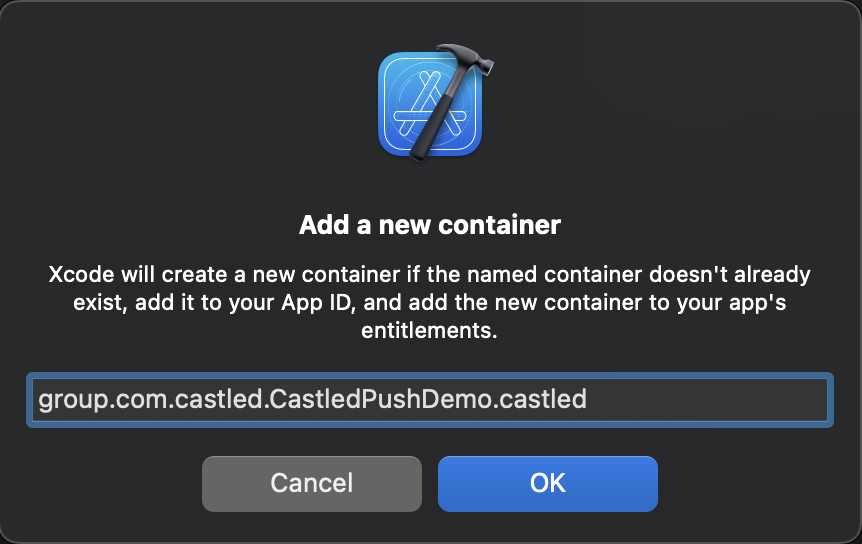 Add a new container
Xcode will create a new container if the named container doesn't already
exist, add it to your App ID, and add the new container to your app's
entitlements.
group.com.castled.CastledPushDemo.castled
Cancel
OK